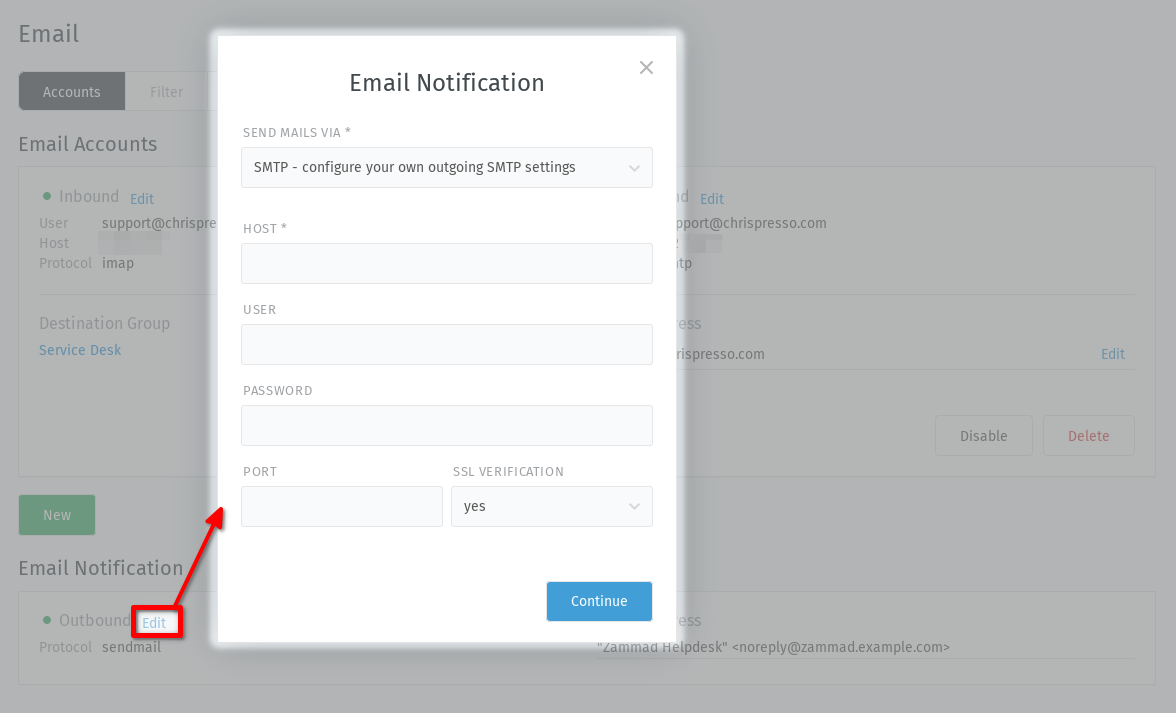 Email
Accounts
Filter
Email Accounts
Inbound Edit
User support@chrispre
Host
Protocol imap
Destination Group
Service Desk
New
Email Notification
Outbound Edit
Protocol sendmail
Email Notification
SEND MAILS VIA *
SMTP - configure your own outgoing SMTP settings
HOST *
USER
PASSWORD
PORT
SSL VERIFICATION
yes
Continue
nd Edit
pport@chrispresso.com
tp
ress
rispresso.com
Edit
Disable
Delete
ress
"Zammad Helpdesk" <noreply@zammad.example.com>